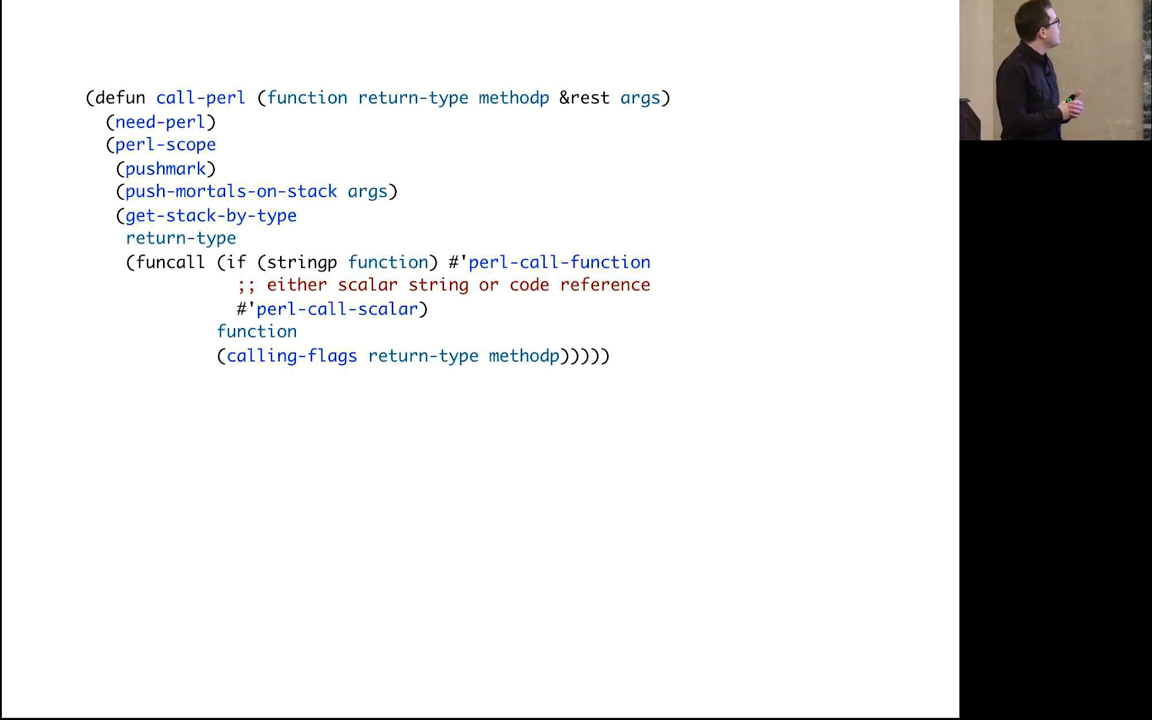 (defun call-perl (function return-type methodp &rest args)
(need-perl)
(perl-scope
(pushmark)
(push-mortals-on-stack args)
(get-stack-by-type
return-type
(funcall (if (stringp function) #'perl-call-function
;; either scalar string or code reference
#'perl-call-scalar)
function
(calling-flags return-type methodp)))))